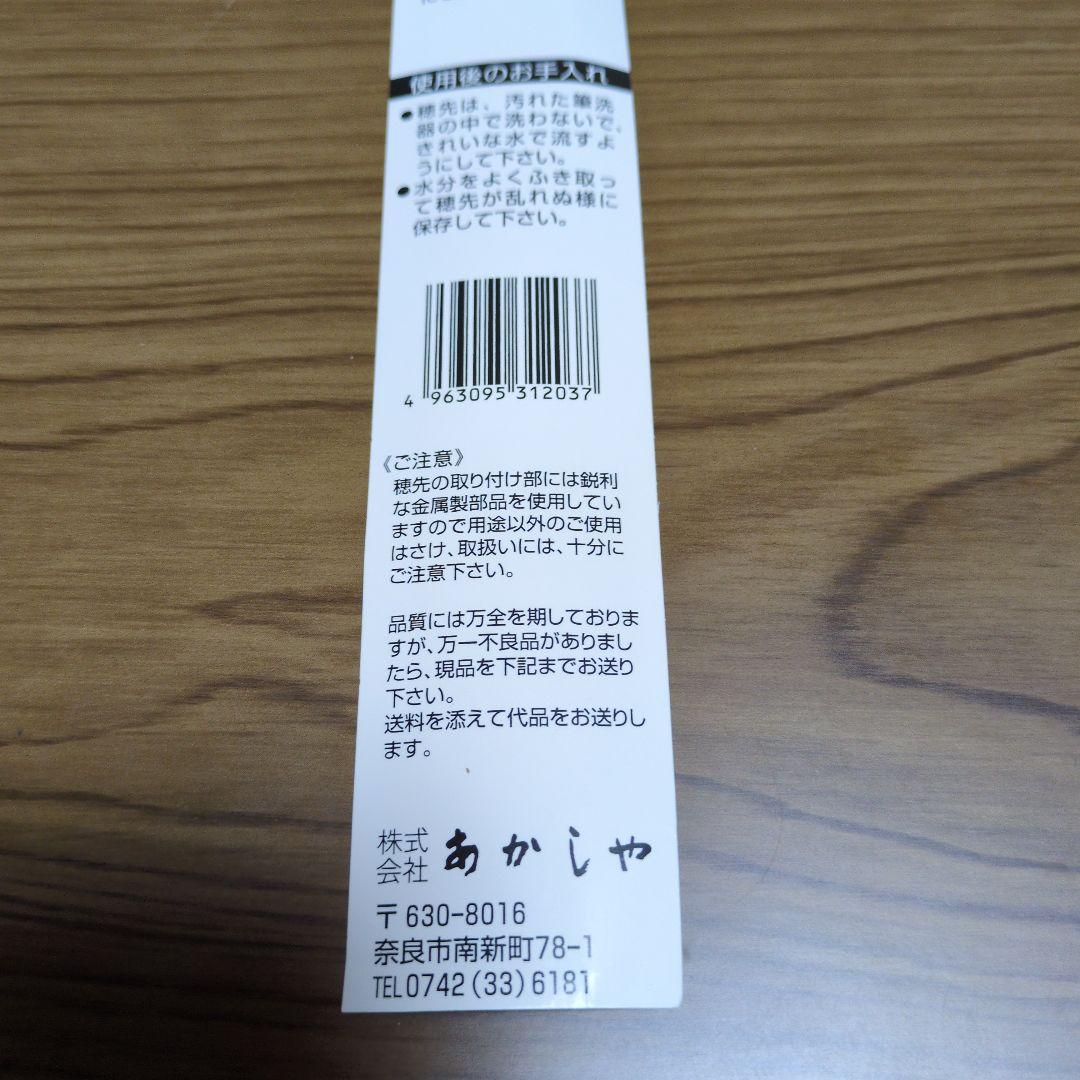 使用後のお手入れ
●穂先は、汚れた筆洗
器の中で洗わないで、
きれいな水で流すよ
うにして下さい。
●水分をよくふき取っ
て穂先が乱れぬ様に
保存して下さい。
4 963095 312037
《ご注意》
穂先の取り付け部には鋭利
な金属製部品を使用してい
ますので用途以外のご使用
はさけ、取扱いには、十分に
ご注意下さい。
品質には万全を期しておりま
すが、万一不良品がありまし
たら、現品を下記までお送り
下さい。
送料を添えて代品をお送りし
ます。
株式会社 あかしや
〒630-8016
奈良市南新町78-1
TEL0742(33)6181